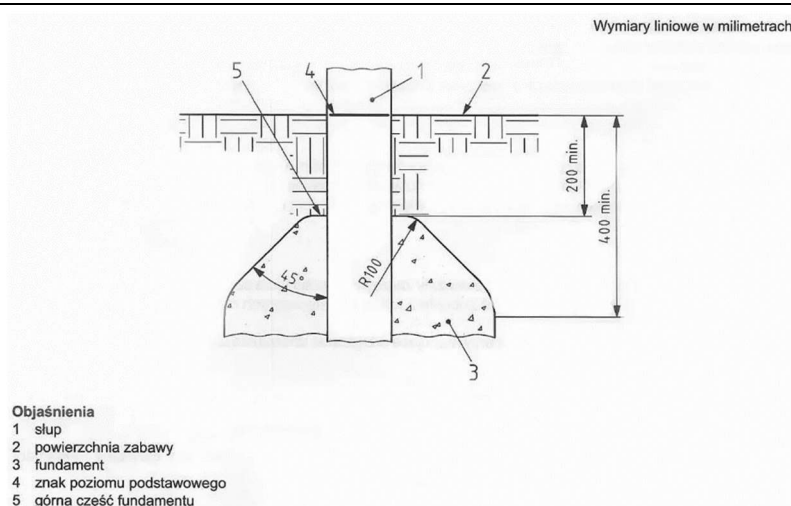 Wymiary liniowe w milimetrach
5
4
1
2
200 min.
400 min.
45°
R100
3
Objaśnienia
1 słup
2 powierzchnia zabawy
3 fundament
4 znak poziomu podstawowego
5 górna cześć fundamentu